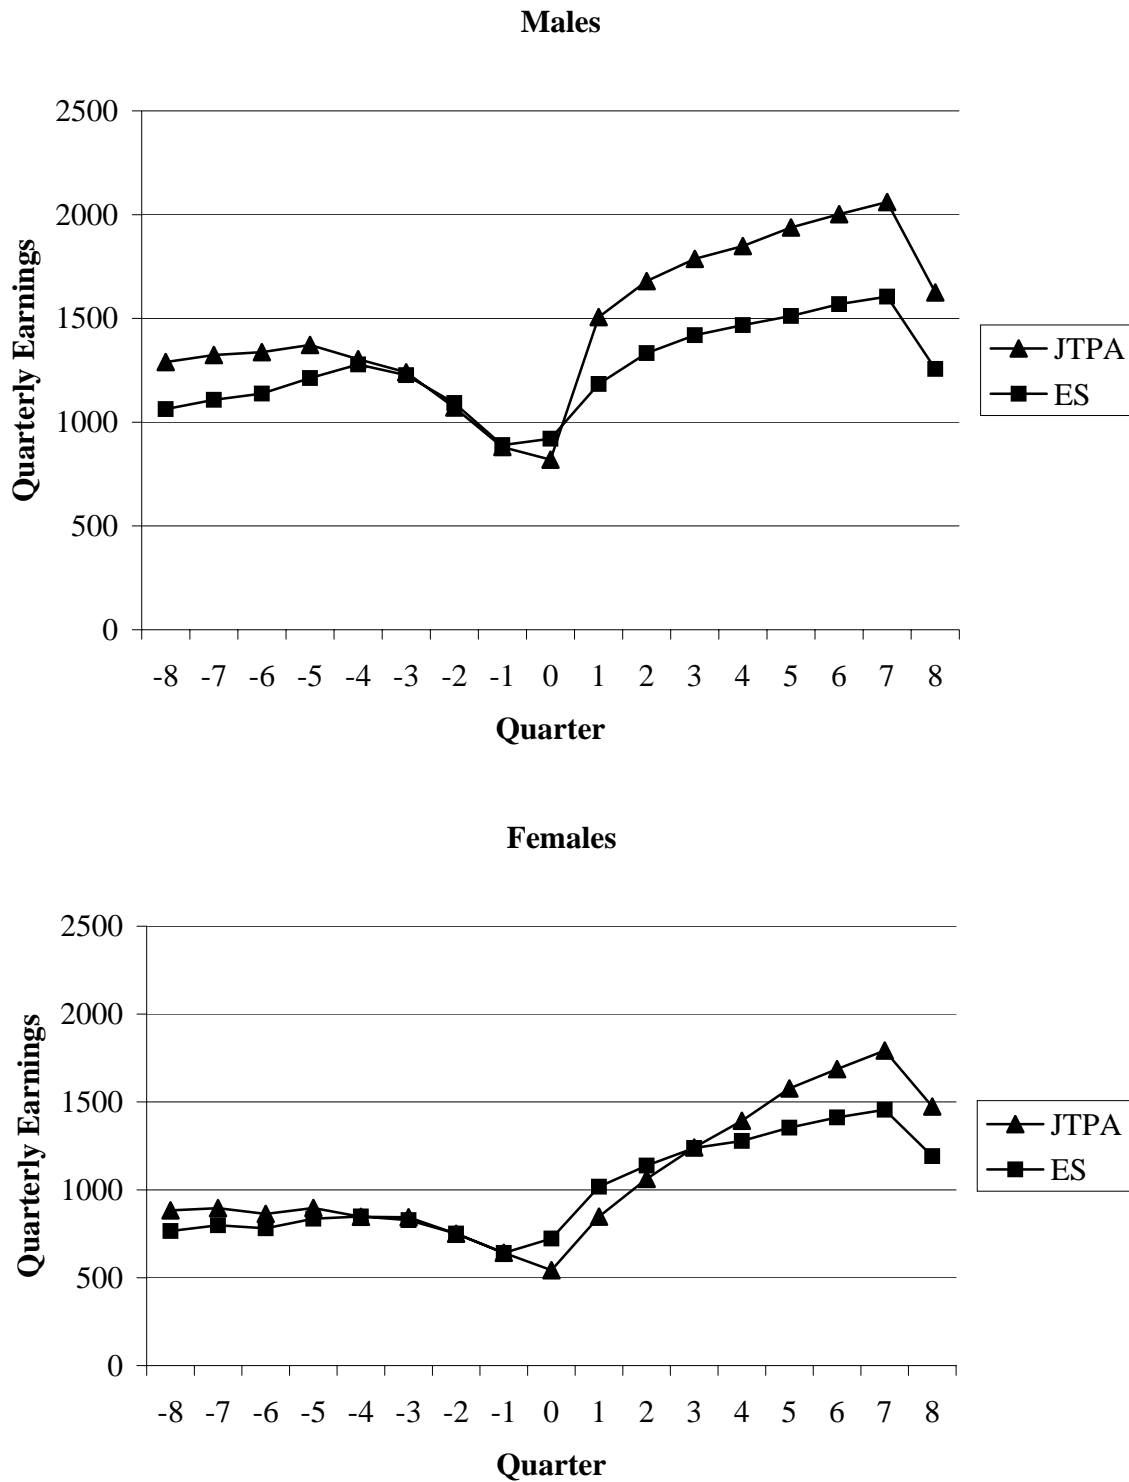 Males
2500
2000
1500
1000
500
0
Quarterly Earnings
-8 -7 -6 -5 -4 -3 -2 -1 0 1 2 3 4 5 6 7 8
Quarter
JTPA
ES
Females
2500
2000
1500
1000
500
0
Quarterly Earnings
-8 -7 -6 -5 -4 -3 -2 -1 0 1 2 3 4 5 6 7 8
Quarter
JTPA
ES